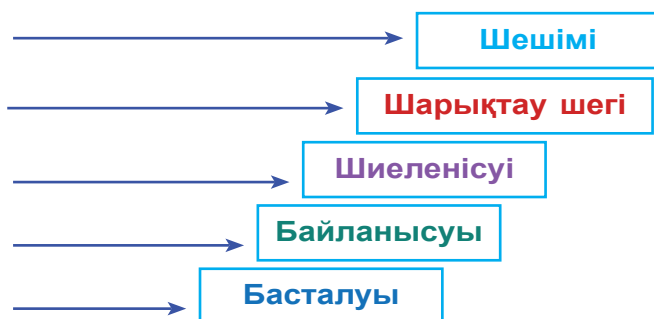 Шешімі
Шарықтау шегі
Шиеленісуі
Байланысуы
Басталуы